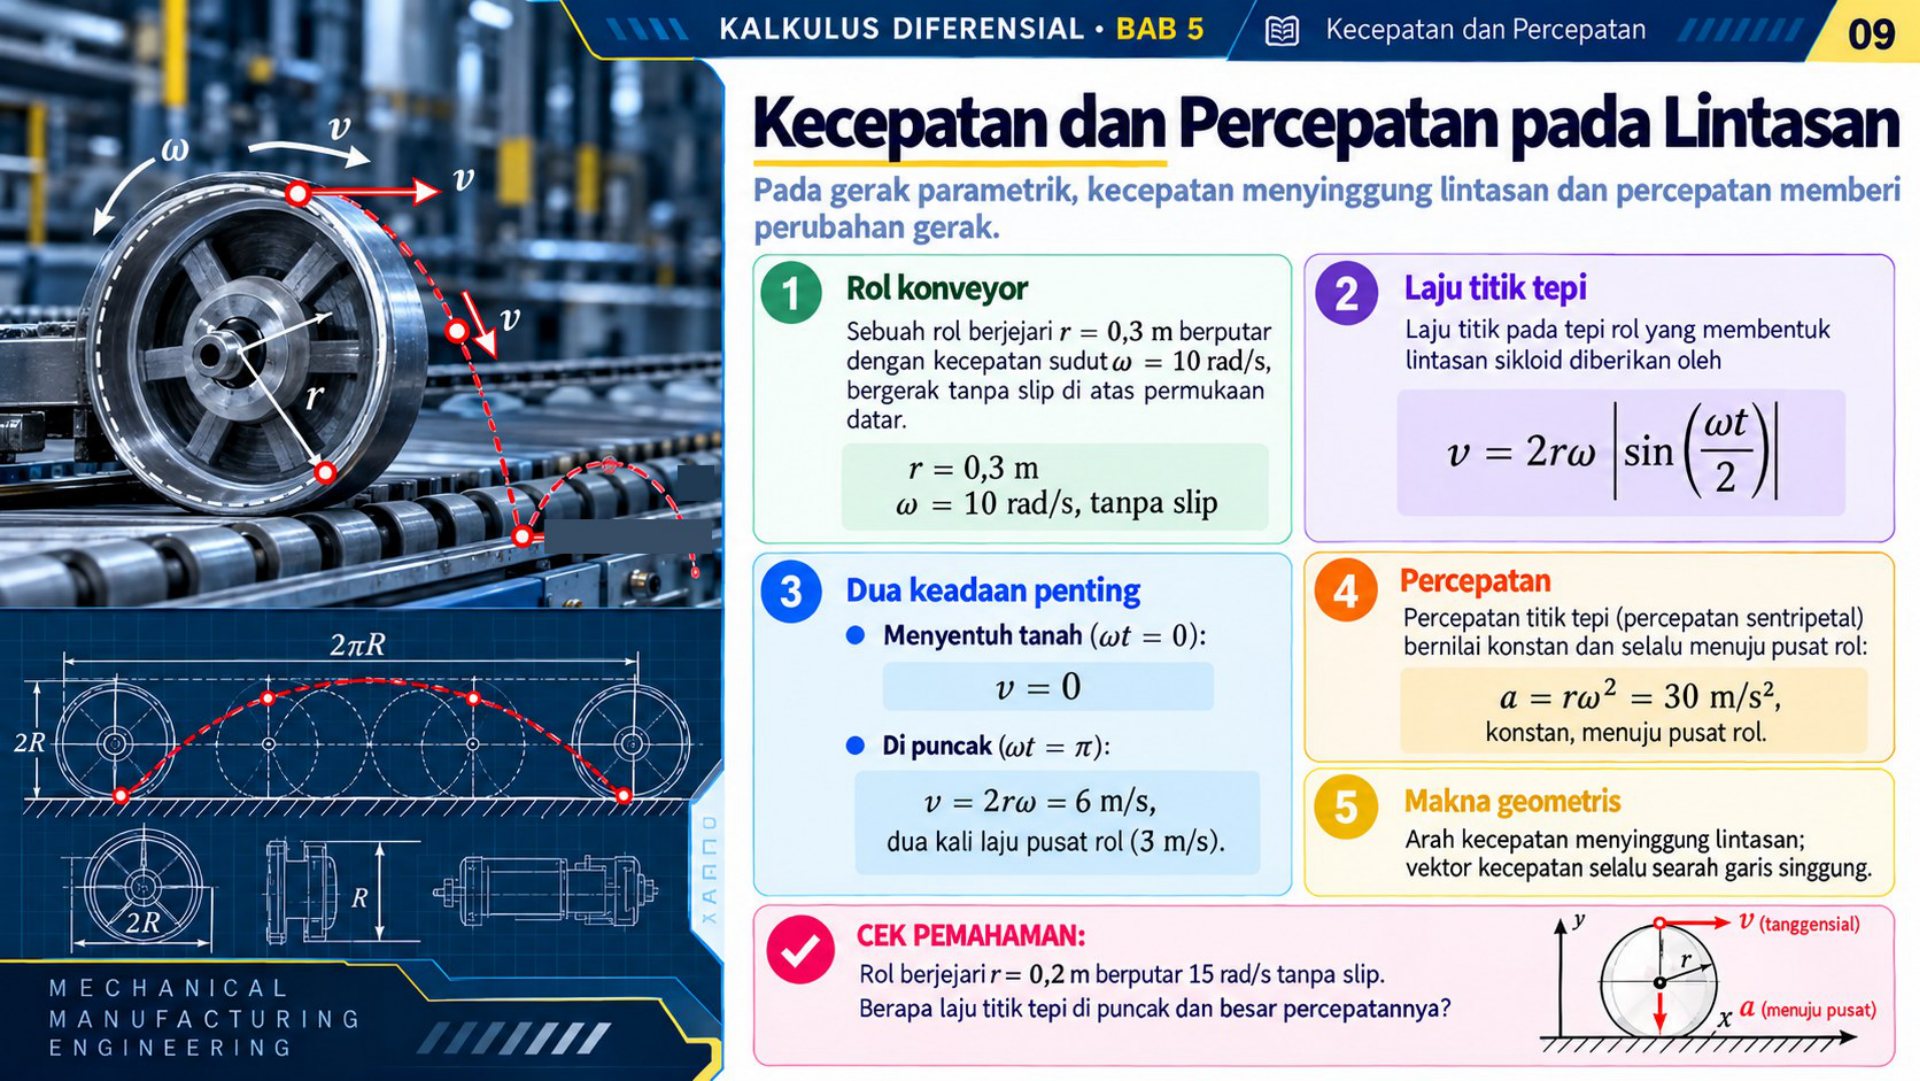 KALKULUS DIFERENSIAL • BAB 5
Kecepatan dan Percepatan
09
Kecepatan dan Percepatan pada Lintasan
Pada gerak parametrik, kecepatan menyinggung lintasan dan percepatan memberi
perubahan gerak.
ω
v
v
v
r
1
Rol konveyor
Sebuah rol berjejari r = 0,3 m berputar
dengan kecepatan sudut ω = 10 rad/s,
bergerak tanpa slip di atas permukaan
datar.
r = 0,3 m
ω = 10 rad/s, tanpa slip
2
Laju titik tepi
Laju titik pada tepi rol yang membentuk
lintasan sikloid diberikan oleh
v = 2rω |sin(ωt/2)|
3
Dua keadaan penting
● Menyentuh tanah (ωt = 0):
v = 0
● Di puncak (ωt = π):
v = 2rω = 6 m/s,
dua kali laju pusat rol (3 m/s).
4
Percepatan
Percepatan titik tepi (percepatan sentripetal)
bernilai konstan dan selalu menuju pusat rol:
a = rω² = 30 m/s²,
konstan, menuju pusat rol.
5
Makna geometris
Arah kecepatan menyinggung lintasan;
vektor kecepatan selalu searah garis singgung.
CEK PEMAHAMAN:
Rol berjejari r = 0,2 m berputar 15 rad/s tanpa slip.
Berapa laju titik tepi di puncak dan besar percepatannya?
y
v (tanggensial)
r
x
a (menuju pusat)
2πR
2R
2R
R
MECHANICAL
MANUFACTURING
ENGINEERING